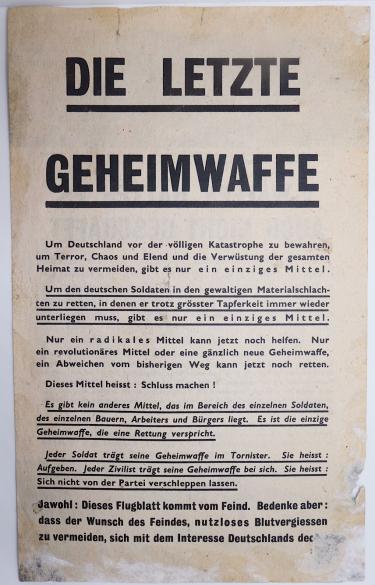 DIE LETZTE
GEHEIMWAFFE
Um Deutschland vor der völligen Katastrophe zu bewahren,
um Terror, Chaos und Elend und die Verwüstung der gesamten
Heimat zu vermeiden, gibt es nur ein einziges Mittel.
Um den deutschen Soldaten in den gewaltigen Materialschlach-
ten zu retten, in denen er trotz grösster Tapferkeit immer wieder
unterliegen muss, gibt es nur ein einziges Mittel.
Nur ein radikales Mittel kann jetzt noch helfen. Nur
ein revolutionäres Mittel oder eine gänzlich neue Geheimwaffe,
ein Abweichen vom bisherigen Weg kann jetzt noch retten.
Dieses Mittel heisst : Schluss machen !
Es gibt kein anderes Mittel, das im Bereich des einzelnen Soldaten,
des einzelnen Bauern, Arbeiters und Bürgers liegt. Es ist die einzige
Geheimwaffe, die eine Rettung verspricht.
Jeder Soldat trägt seine Geheimwaffe im Tornister. Sie heisst :
Aufgeben. Jeder Zivilist trägt seine Geheimwaffe bei sich. Sie heisst :
Sich nicht von der Partei verschleppen lassen.
Jawohl : Dieses Flugblatt kommt vom Feind. Bedenke aber :
dass der Wunsch des Feindes, nutzloses Blutvergiessen
zu vermeiden, sich mit dem Interesse Deutschlands